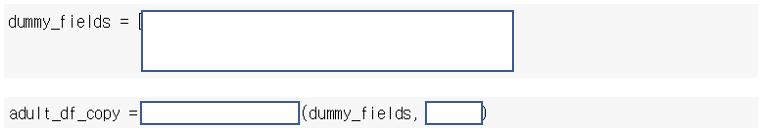 dummy_fields = [
adult_df_copy = (dummy_fields, )